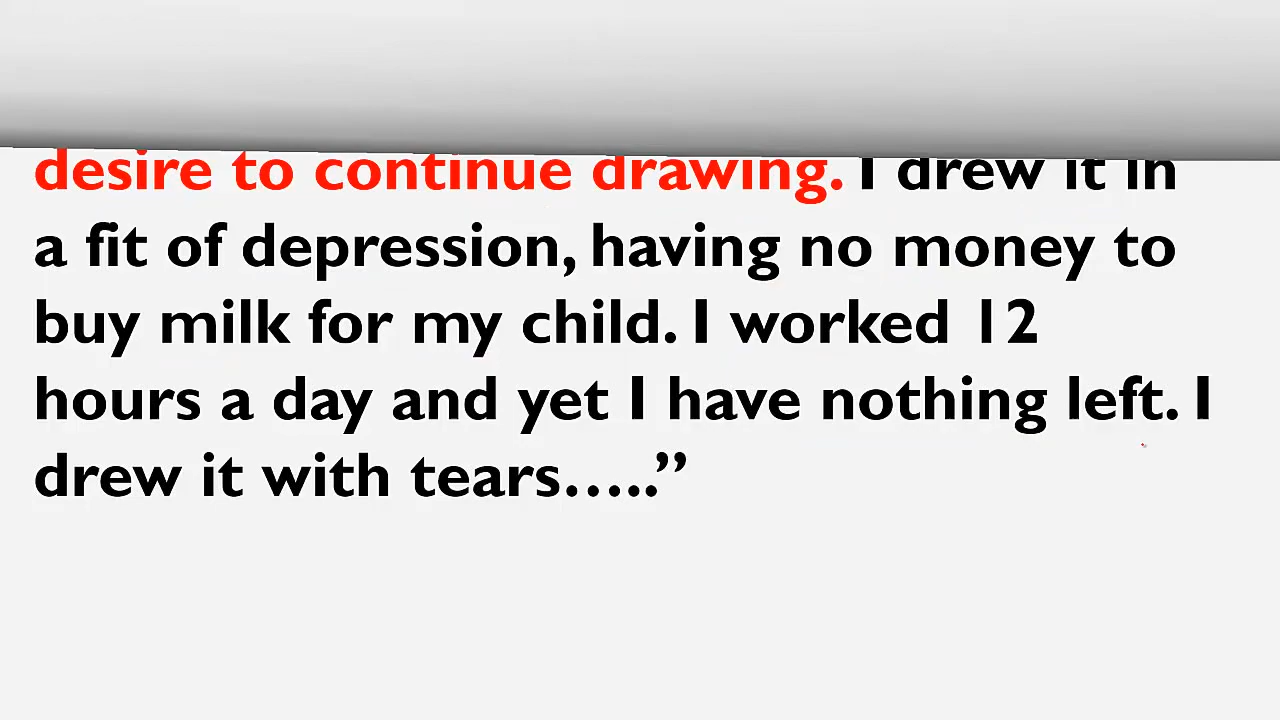 desire to continue drawing. I drew it in
a fit of depression, having no money to
buy milk for my child. I worked 12
hours a day and yet I have nothing left. I
drew it with tears…..”